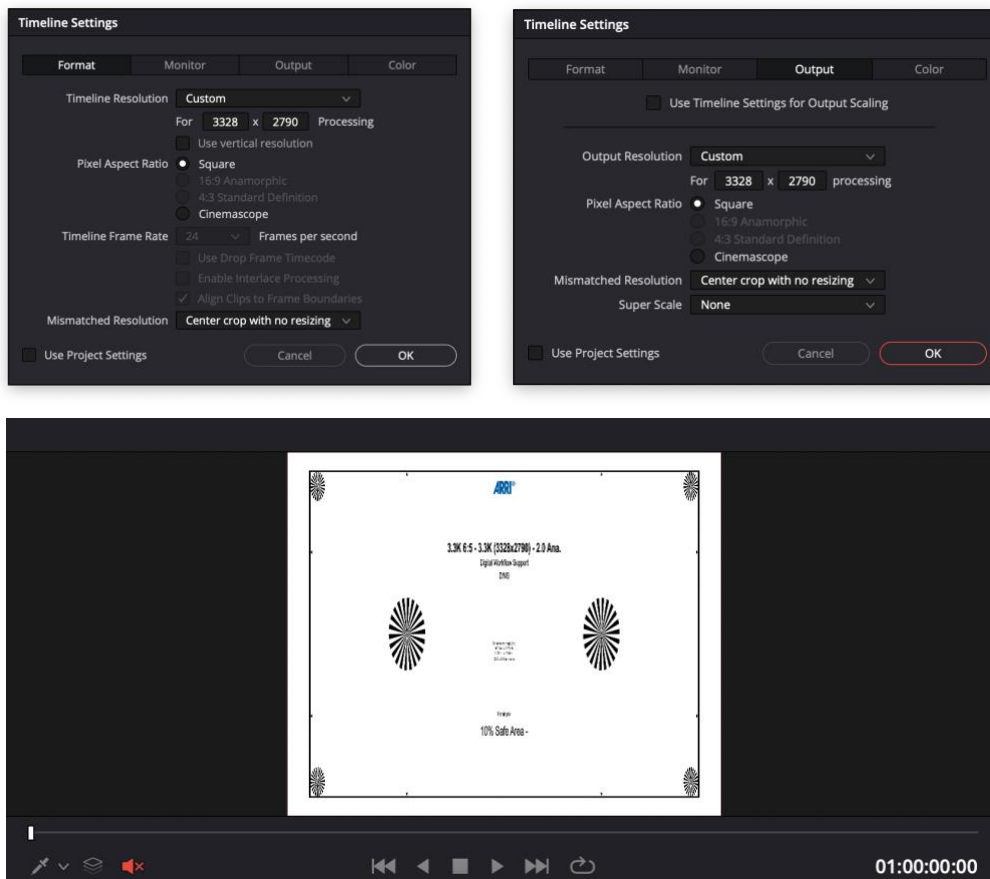 Timeline Settings
Format Monitor Output Color
Timeline Resolution Custom
For 3328 x 2790 Processing
Use vertical resolution
Pixel Aspect Ratio Square
16:9 Anamorphic
4:3 Standard Definition
Cinemascope
Timeline Frame Rate 24 Frames per second
Use Drop Frame Timecode
Enable Interlace Processing
Align Clips to Frame Boundaries
Mismatched Resolution Center crop with no resizing
Use Project Settings Cancel OK
Timeline Settings
Format Monitor Output Color
Use Timeline Settings for Output Scaling
Output Resolution Custom
For 3328 x 2790 processing
Pixel Aspect Ratio Square
16:9 Anamorphic
4:3 Standard Definition
Cinemascope
Mismatched Resolution Center crop with no resizing
Super Scale None
Use Project Settings Cancel OK
ARRI®
3.3K 6:5 - 3.3K (3328x2790) - 2.0 Ana.
Digital Workflow Support
10% Safe Area -
01:00:00:00